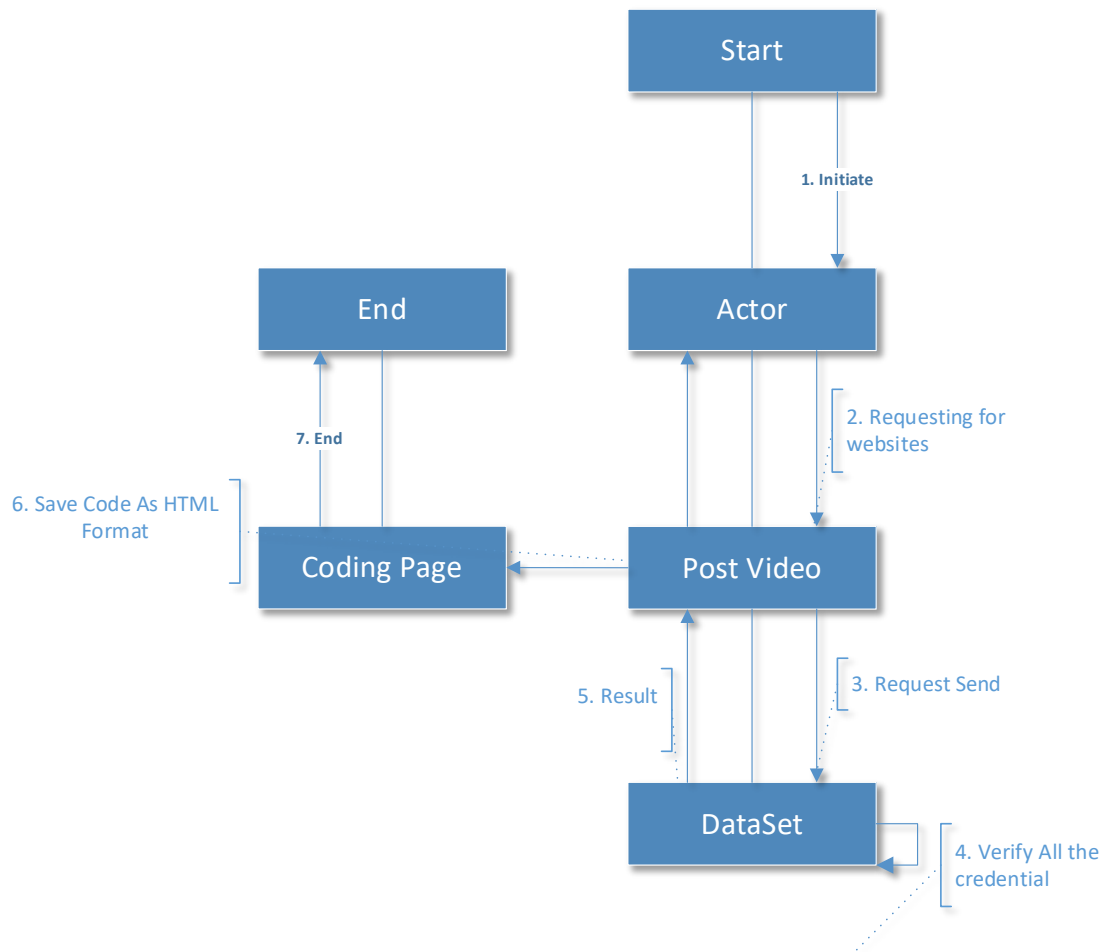 Start
1. Initiate
End
Actor
2. Requesting for
websites
7. End
6. Save Code As HTML
Format
Coding Page
Post Video
5. Result
3. Request Send
DataSet
4. Verify All the
credential